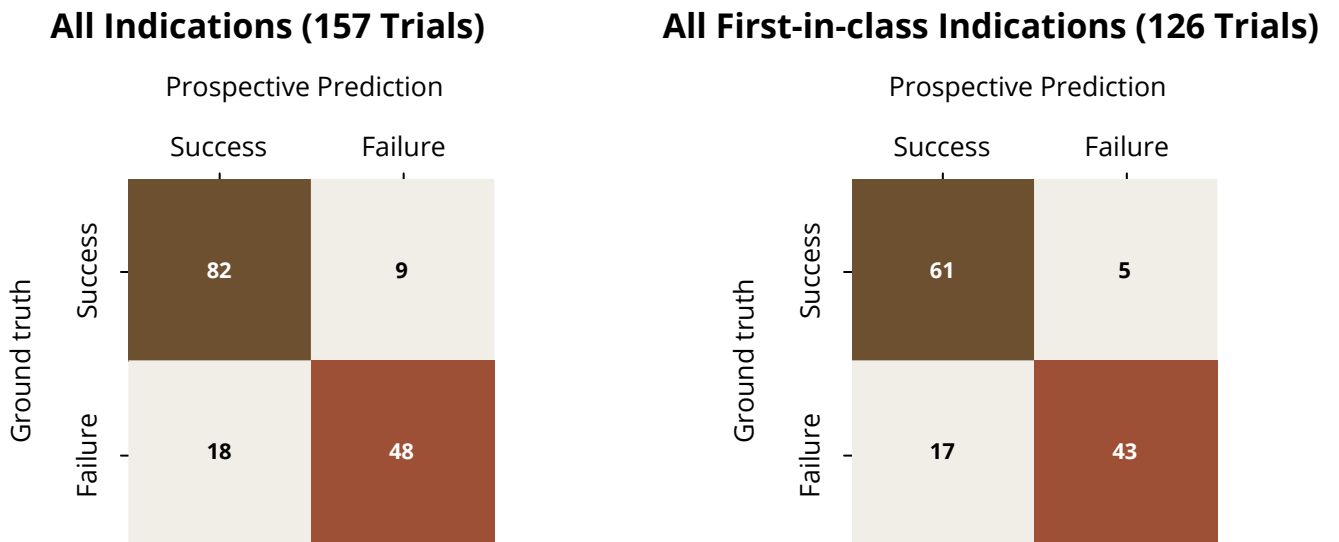 All Indications (157 Trials)
Prospective Prediction
Success Failure
Ground truth
Success
82 9
Failure
18 48
All First-in-class Indications (126 Trials)
Prospective Prediction
Success Failure
Ground truth
Success
61 5
Failure
17 43